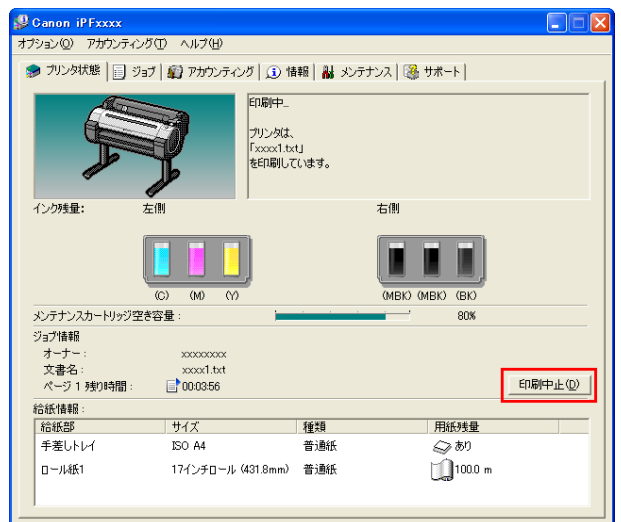 Canon iPFxxxx
オプション(O) アカウンティング(T) ヘルプ(H)
プリンタ状態 ジョブ アカウンティング 情報 メンテナンス サポート
印刷中_
プリンタは、
「xxxx1.txt」
を印刷しています。
インク残量: 左側 右側
(C) (M) (Y) (MBK) (MBK) (BK)
メンテナンスカートリッジ空き容量 : 80%
ジョブ情報
オーナー : xxxxxxxx
文書名 : xxxx1.txt
ページ 1 残り時間 : 00:03:56
印刷中止(D)
給紙情報 :
給紙部 サイズ 種類 用紙残量
手差しトレイ ISO A4 普通紙 あり
ロール紙1 17インチロール (431.8mm) 普通紙 100.0 m